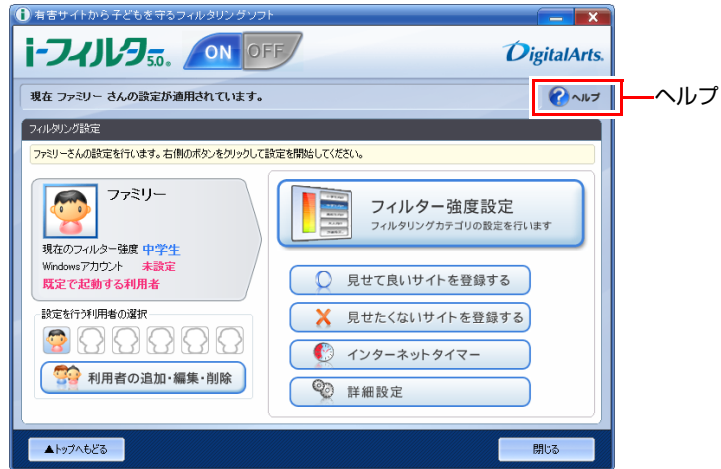 有害サイトから子どもを守るフィルタリングソフト
i-フィルター5.0. ON OFF
DigitalArts.
現在 ファミリー さんの設定が適用されています。
ヘルプ
ヘルプ
フィルタリング設定
ファミリーさんの設定を行います。右側のボタンをクリックして設定を開始してください。
ファミリー
現在のフィルター強度 中学生
Windowsアカウント 未設定
既定で起動する利用者
設定を行う利用者の選択
利用者の追加・編集・削除
フィルター強度設定
フィルタリングカテゴリの設定を行います
見せて良いサイトを登録する
見せたくないサイトを登録する
インターネットタイマー
詳細設定
▲トップへもどる
閉じる